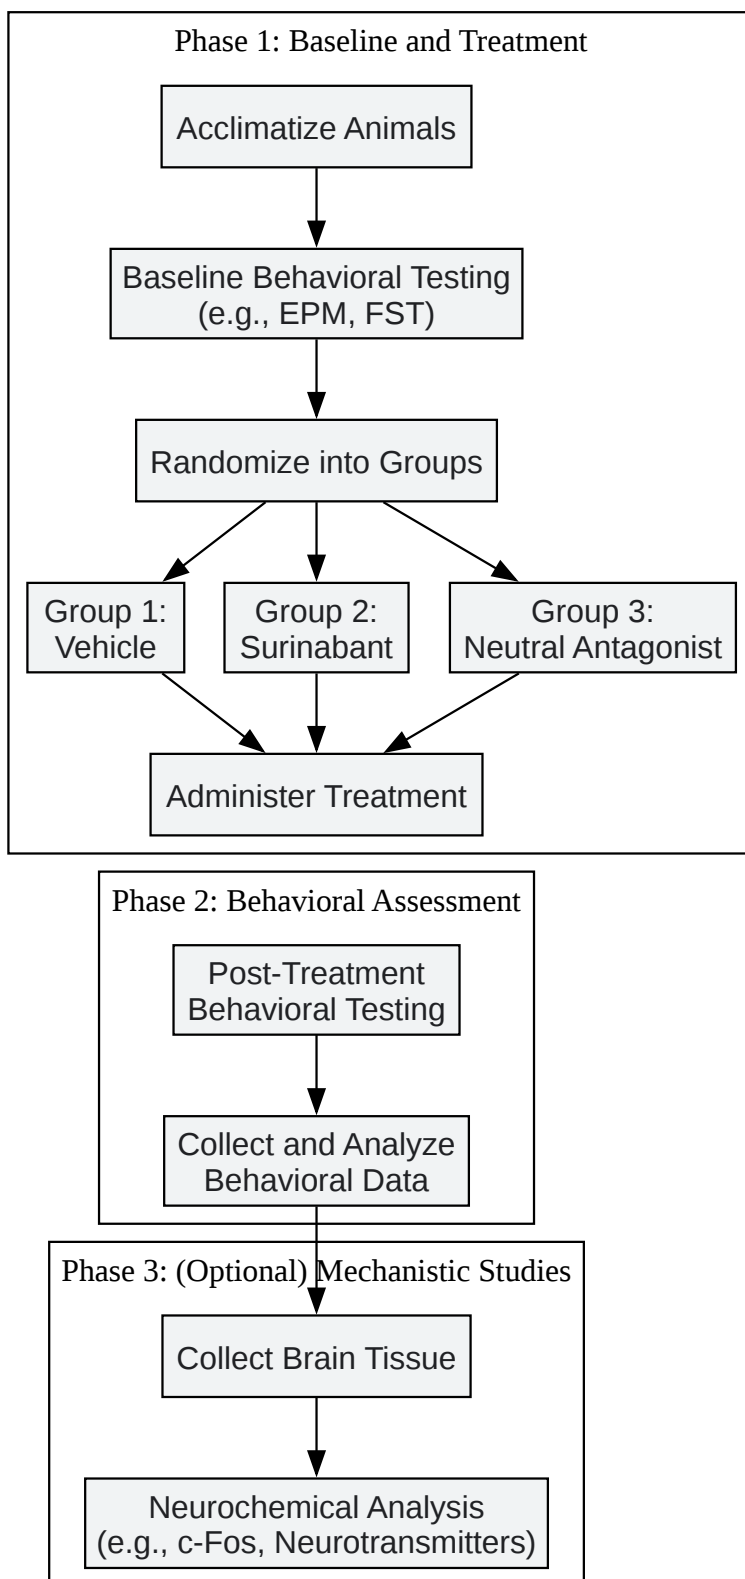 Phase 1: Baseline and Treatment
Acclimatize Animals
Baseline Behavioral Testing
(e.g., EPM, FST)
Randomize into Groups
Group 1:
Vehicle
Group 2:
Surinabant
Group 3:
Neutral Antagonist
Administer Treatment
Phase 2: Behavioral Assessment
Post-Treatment
Behavioral Testing
Collect and Analyze
Behavioral Data
Phase 3: (Optional) Mechanistic Studies
Collect Brain Tissue
Neurochemical Analysis
(e.g., c-Fos, Neurotransmitters)